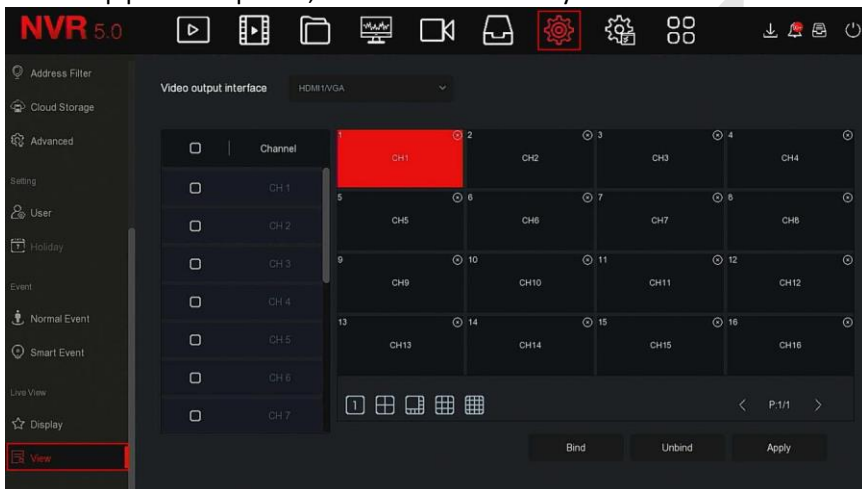 NVR 5.0
Address Filter
Cloud Storage
Advanced
Setting
User
Holiday
Event
Normal Event
Smart Event
Live View
Display
View
Video output interface HDMI1/VGA
Channel
CH 1
CH 2
CH 3
CH 4
CH 5
CH 6
CH 7
1 2 3 4
CH1 CH2 CH3 CH4
5 6 7 8
CH5 CH6 CH7 CH8
9 10 11 12
CH9 CH10 CH11 CH12
13 14 15 16
CH13 CH14 CH15 CH16
1 P:1/1
Bind Unbind Apply